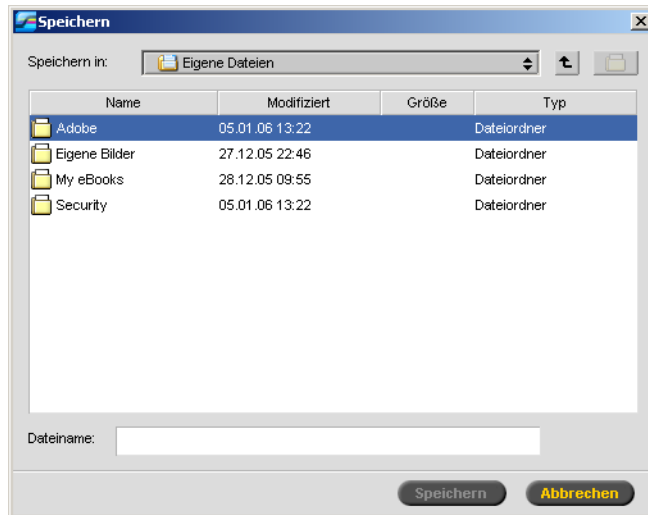 Speichern
Speichern in: Eigene Dateien
Name Modifiziert Größe Typ
Adobe 05.01.06 13:22 Dateiordner
Eigene Bilder 27.12.05 22:46 Dateiordner
My eBooks 28.12.05 09:55 Dateiordner
Security 05.01.06 13:22 Dateiordner
Dateiname:
Speichern Abbrechen